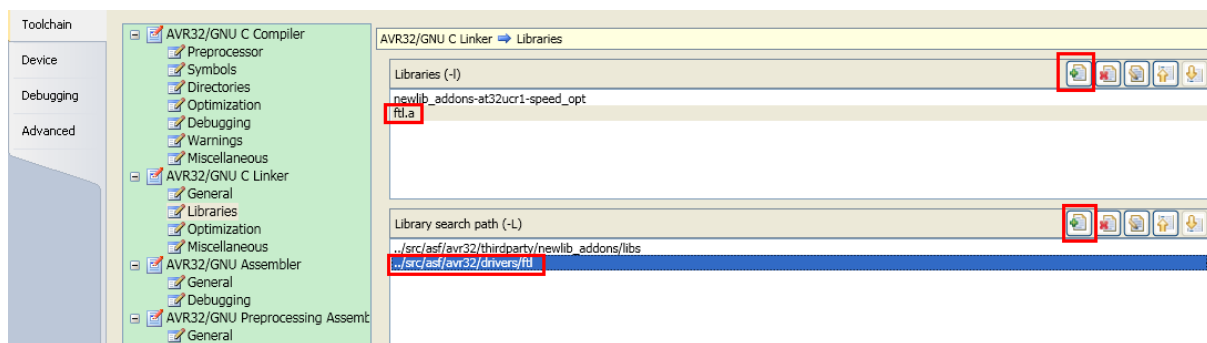 Toolchain
Device
Debugging
Advanced
AVR32/GNU C Compiler
Preprocessor
Symbols
Directories
Optimization
Debugging
Warnings
Miscellaneous
AVR32/GNU C Linker
General
Libraries
Optimization
Miscellaneous
AVR32/GNU Assembler
General
Debugging
AVR32/GNU Preprocessing Assemb
General
AVR32/GNU C Linker ➡ Libraries
Libraries (-l)
newlib_addons-at32ucr1-speed_opt
ftl.a
Library search path (-L)
../src/asf/avr32/thirdparty/newlib_addons/libs
../src/asf/avr32/drivers/ftl